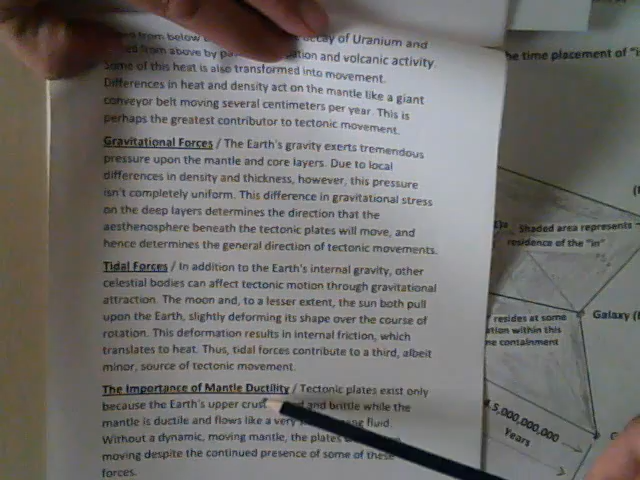 from below
cay of Uranium and
from above by
ation and volcanic activity.
Some of this heat is also transformed into movement.
Differences in heat and density act on the mantle like a giant
conveyor belt moving several centimeters per year. This is
perhaps the greatest contributor to tectonic movement.
Gravitational Forces / The Earth's gravity exerts tremendous
pressure upon the mantle and core layers. Due to local
differences in density and thickness, however, this pressure
isn't completely uniform. This difference in gravitational stress
on the deep layers determines the direction that the
aesthenosphere beneath the tectonic plates will move, and
hence determines the general direction of tectonic movements.
Tidal Forces / In addition to the Earth's internal gravity, other
celestial bodies can affect tectonic motion through gravitational
attraction. The moon and, to a lesser extent, the sun both pull
upon the Earth, slightly deforming its shape over the course of
rotation. This deformation results in internal friction, which
translates to heat. Thus, tidal forces contribute to a third, albeit
minor, source of tectonic movement.
The Importance of Mantle Ductility / Tectonic plates exist only
because the Earth's upper crust and brittle while the
mantle is ductile and flows like a very fluid.
Without a dynamic, moving mantle, the plates
moving despite the continued presence of some of these
forces.
he time placement of "i
Shaded area represents
residence of the "in"
resides at some
tion within this
e containment
Galaxy (
5,000,000,000
Years